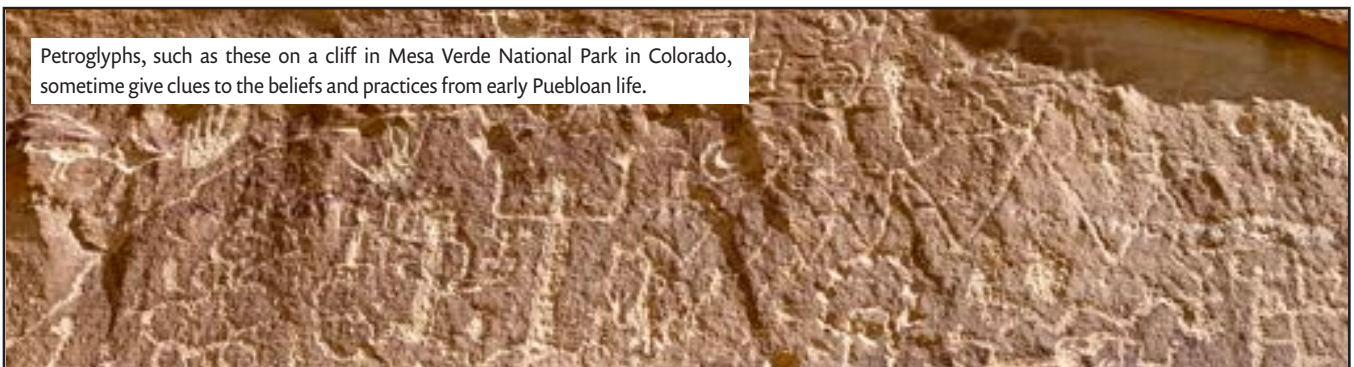 Petroglyphs, such as these on a cliff in Mesa Verde National Park in Colorado,
sometime give clues to the beliefs and practices from early Puebloan life.